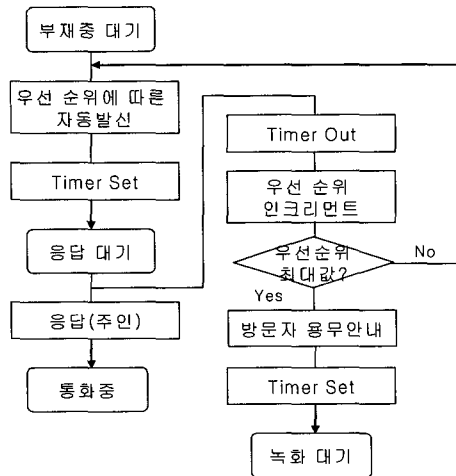 부재중 대기
우선 순위에 따른
자동발신
Timer Set
응답 대기
응답(주인)
통화중
Timer Out
우선 순위
인크리먼트
우선순위
최대값?
No
Yes
방문자 용무안내
Timer Set
녹화 대기